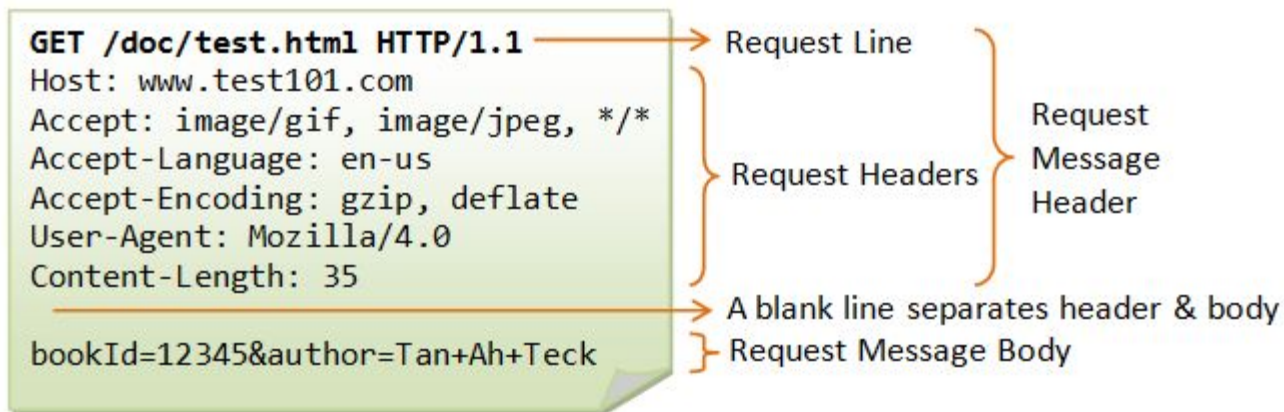 GET /doc/test.html HTTP/1.1
Host: www.test101.com
Accept: image/gif, image/jpeg, */*
Accept-Language: en-us
Accept-Encoding: gzip, deflate
User-Agent: Mozilla/4.0
Content-Length: 35
bookId=12345&author=Tan+Ah+Teck
Request Line
Request Headers
A blank line separates header & body
Request Message Body
Request
Message
Header